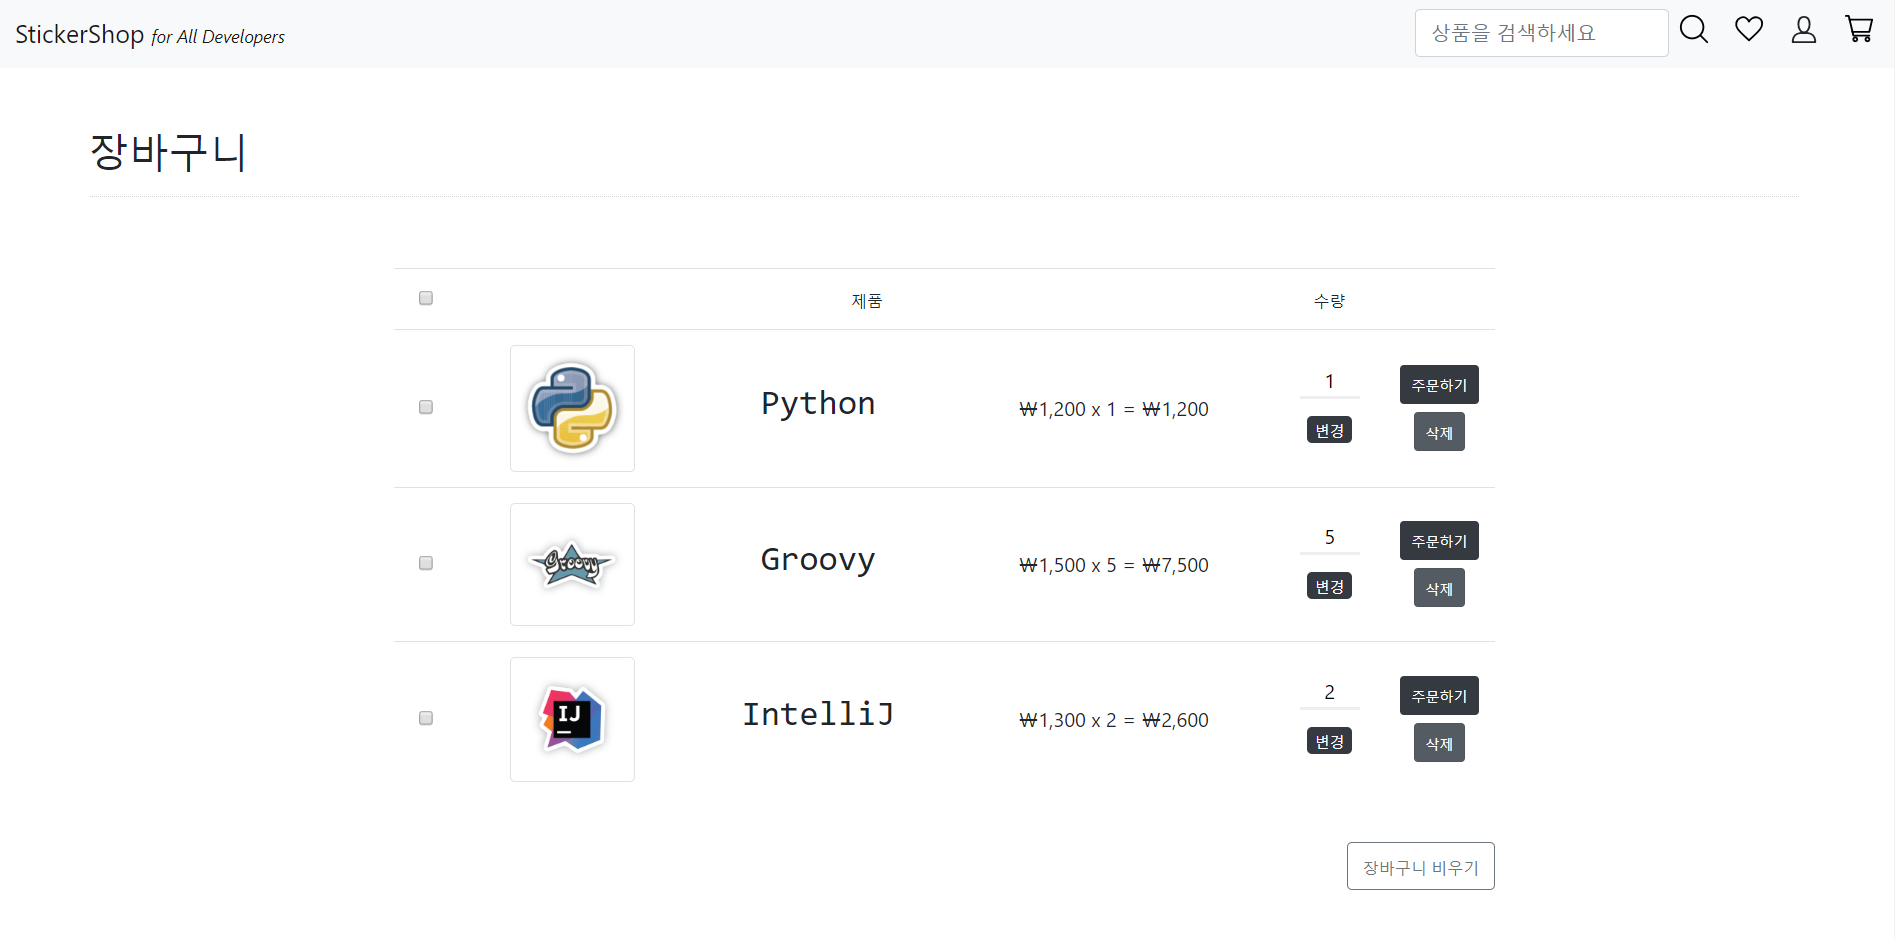 StickerShop for All Developers
상품을 검색하세요
장바구니
제품 수량
Python ₩1,200 x 1 = ₩1,200 1 주문하기
변경 삭제
Groovy
Groovy ₩1,500 x 5 = ₩7,500 5 주문하기
변경 삭제
IJ
IntelliJ ₩1,300 x 2 = ₩2,600 2 주문하기
변경 삭제
장바구니 비우기